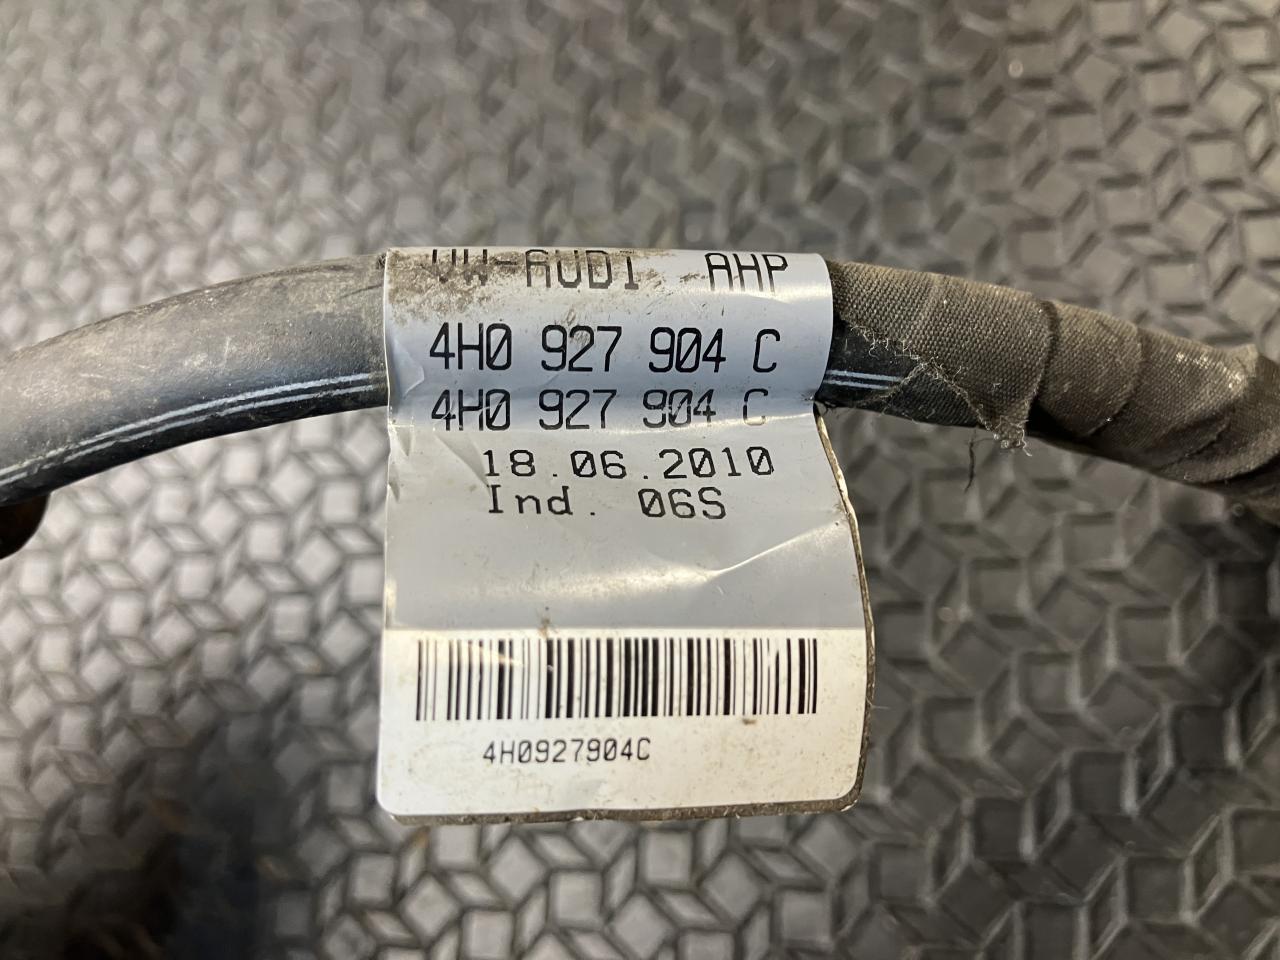 VW-AUDI AHP
4H0 927 904 C
4H0 927 904 C
18.06.2010
Ind. 06S
4H0927904C